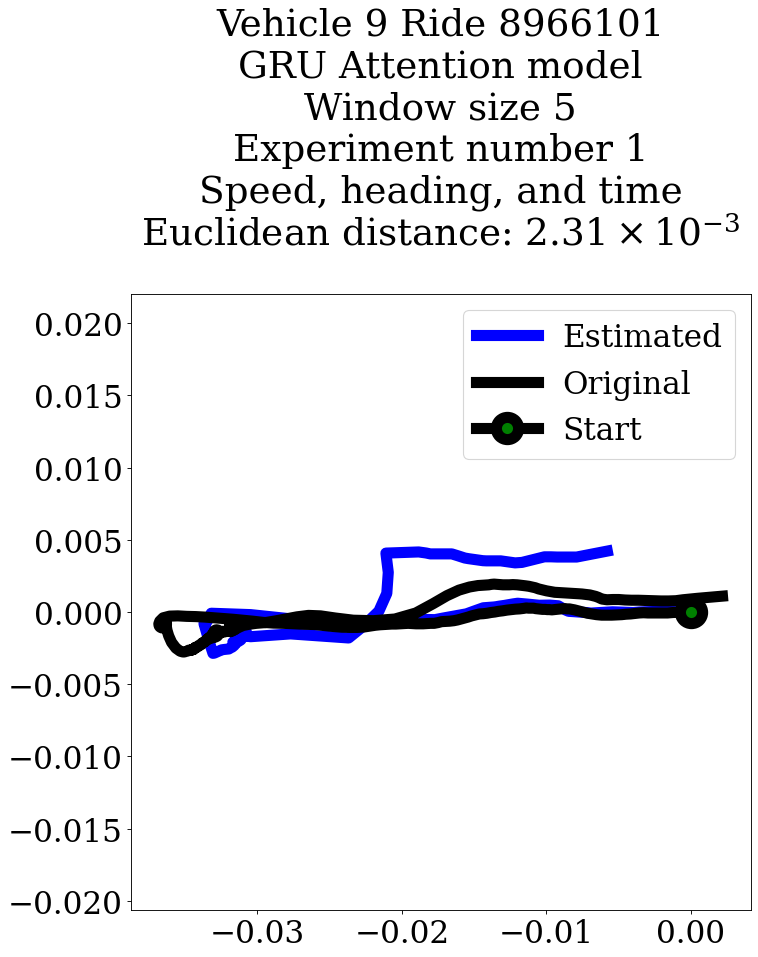 Vehicle 9 Ride 8966101
GRU Attention model
Window size 5
Experiment number 1
Speed, heading, and time
Euclidean distance: 2.31 × 10⁻³
Estimated
Original
Start
0.020
0.015
0.010
0.005
0.000
−0.005
−0.010
−0.015
−0.020
−0.03 −0.02 −0.01 0.00